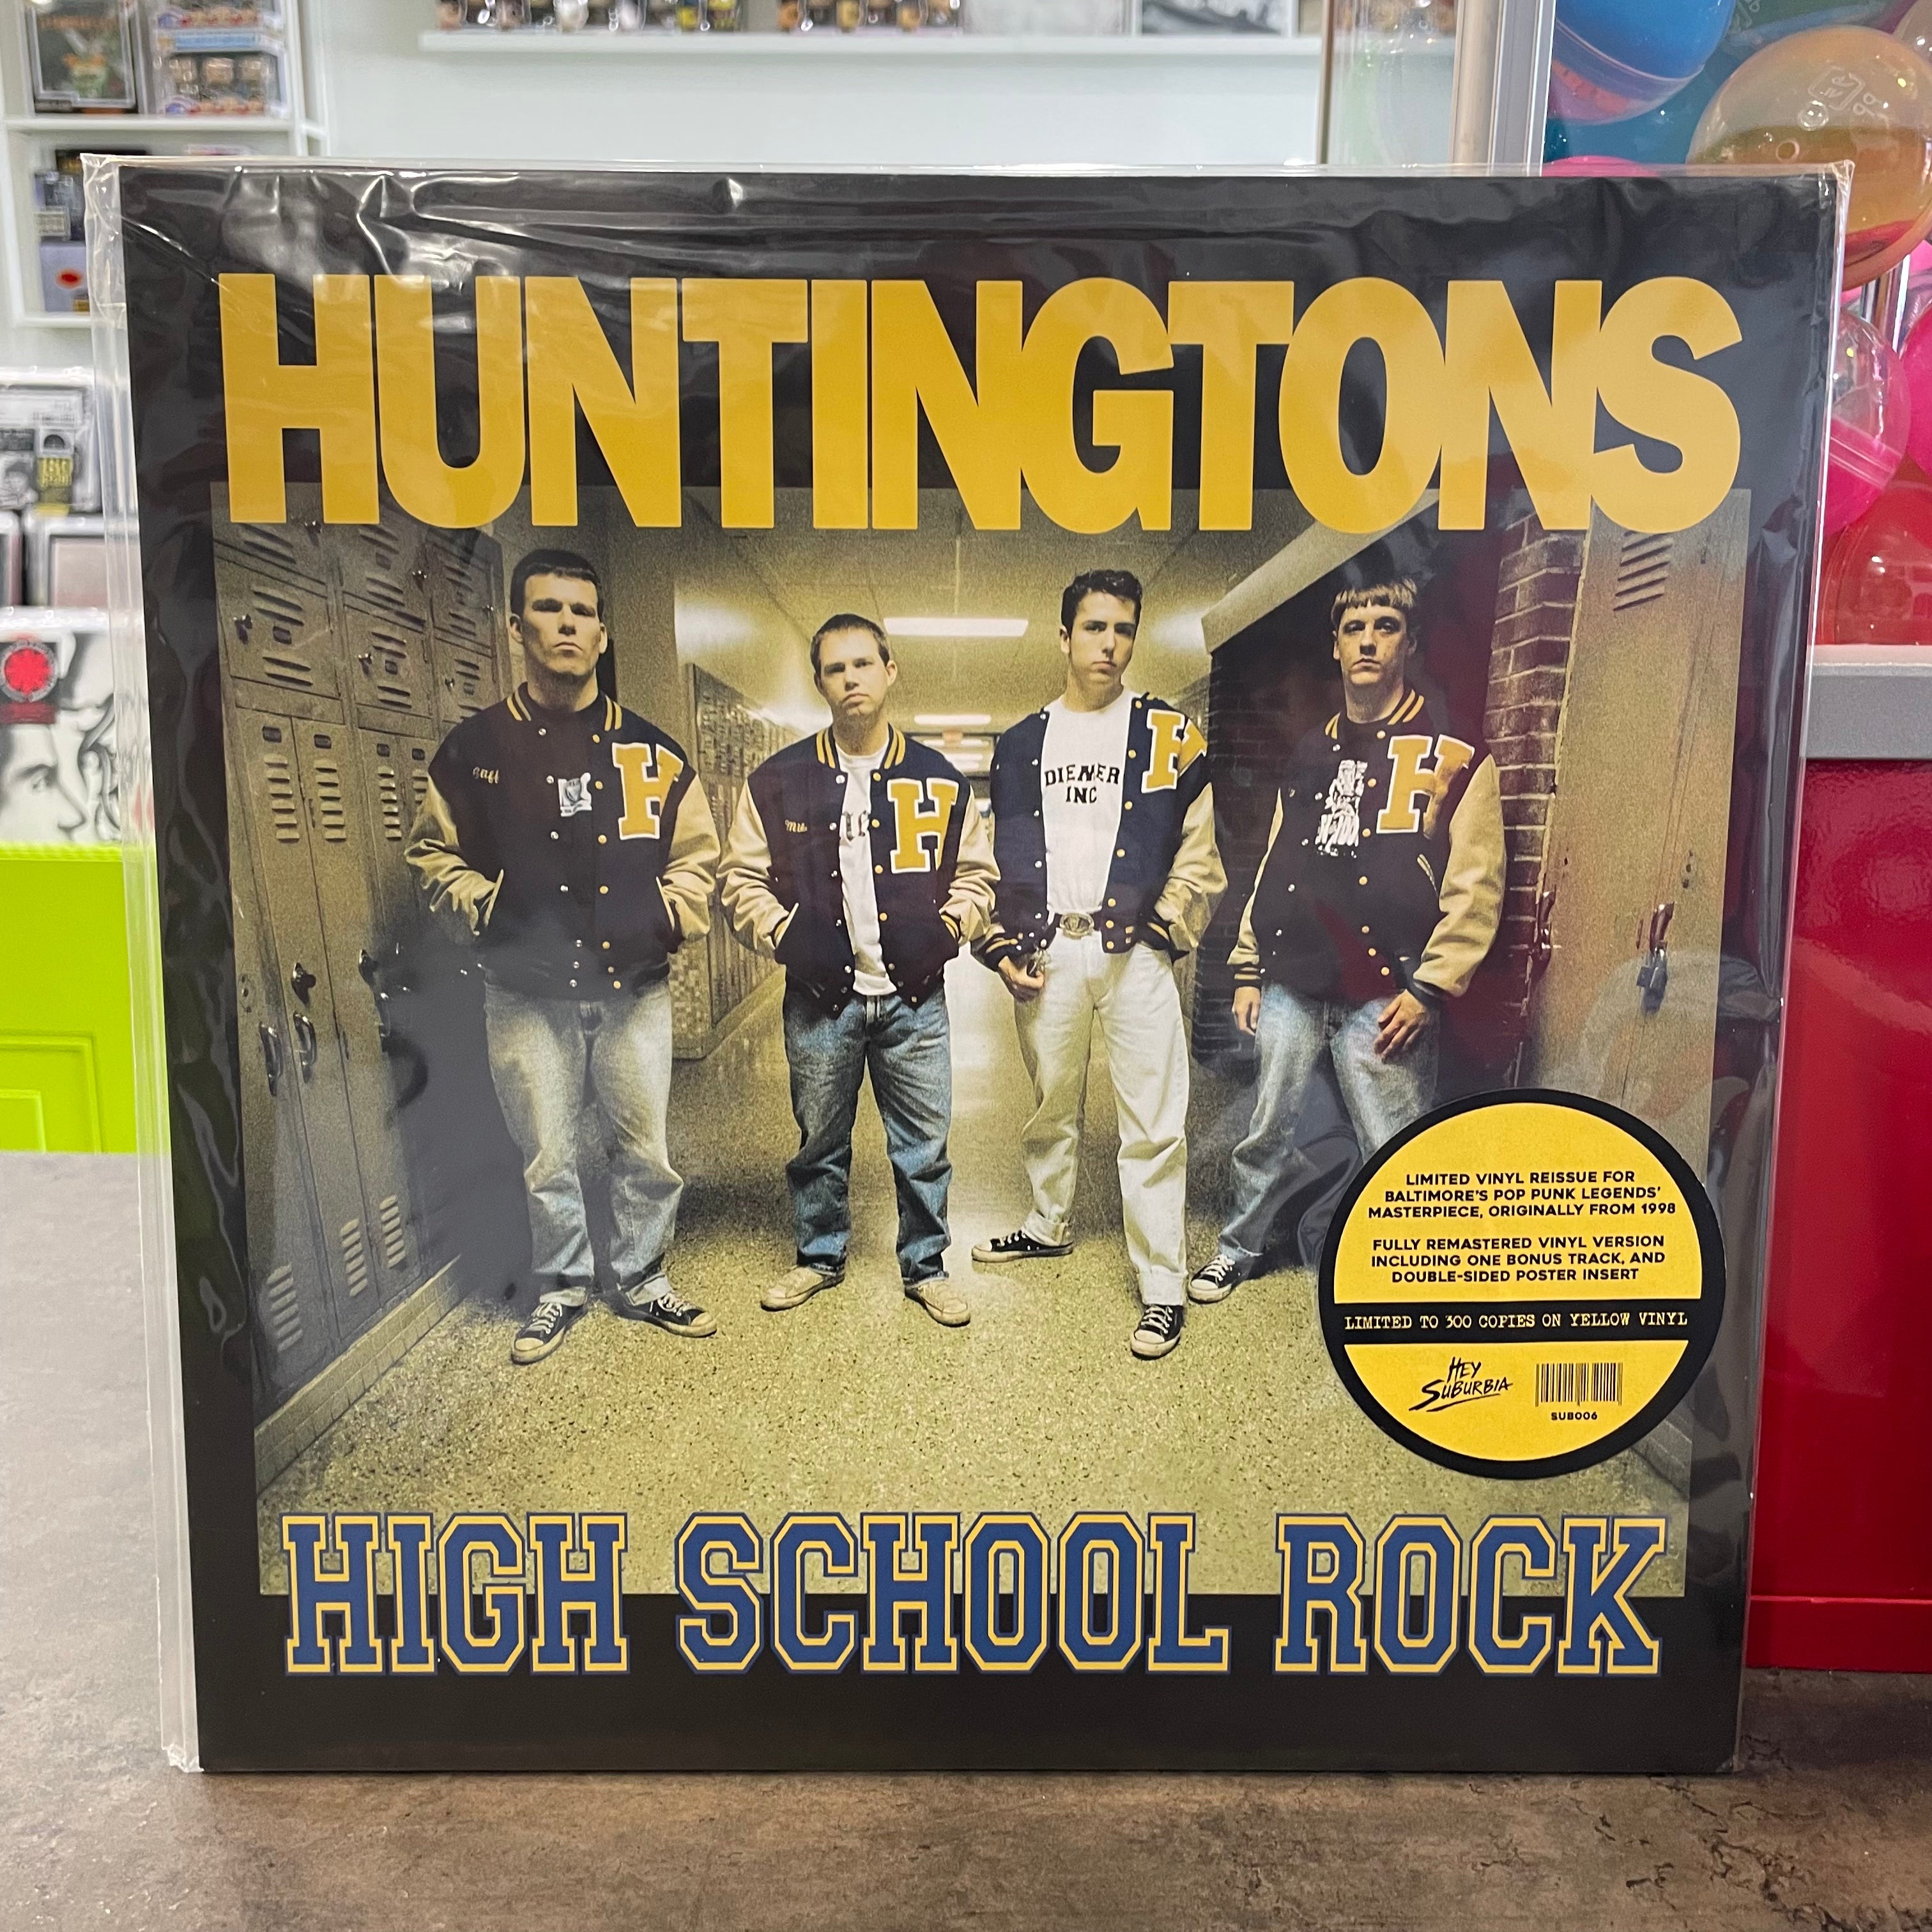 HUNTINGTONS
H
H
H
H
DIENER
INC
LIMITED VINYL REISSUE FOR
BALTIMORE'S POP PUNK LEGENDS'
MASTERPIECE, ORIGINALLY FROM 1998
FULLY REMASTERED VINYL VERSION
INCLUDING ONE BONUS TRACK, AND
DOUBLE-SIDED POSTER INSERT
LIMITED TO 300 COPIES ON YELLOW VINYL
HEY
SUBURBIA
SUB006
HIGH SCHOOL ROCK